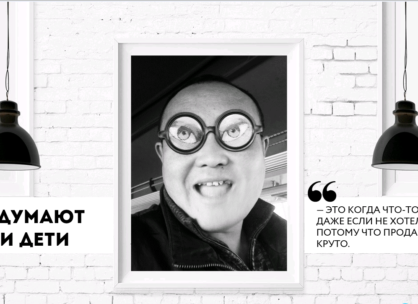 ДУМАЮТ
И ДЕТИ
— ЭТО КОГДА ЧТО-ТО
ДАЖЕ ЕСЛИ НЕ ХОТЕЛ
ПОТОМУ ЧТО ПРОДА
КРУТО.